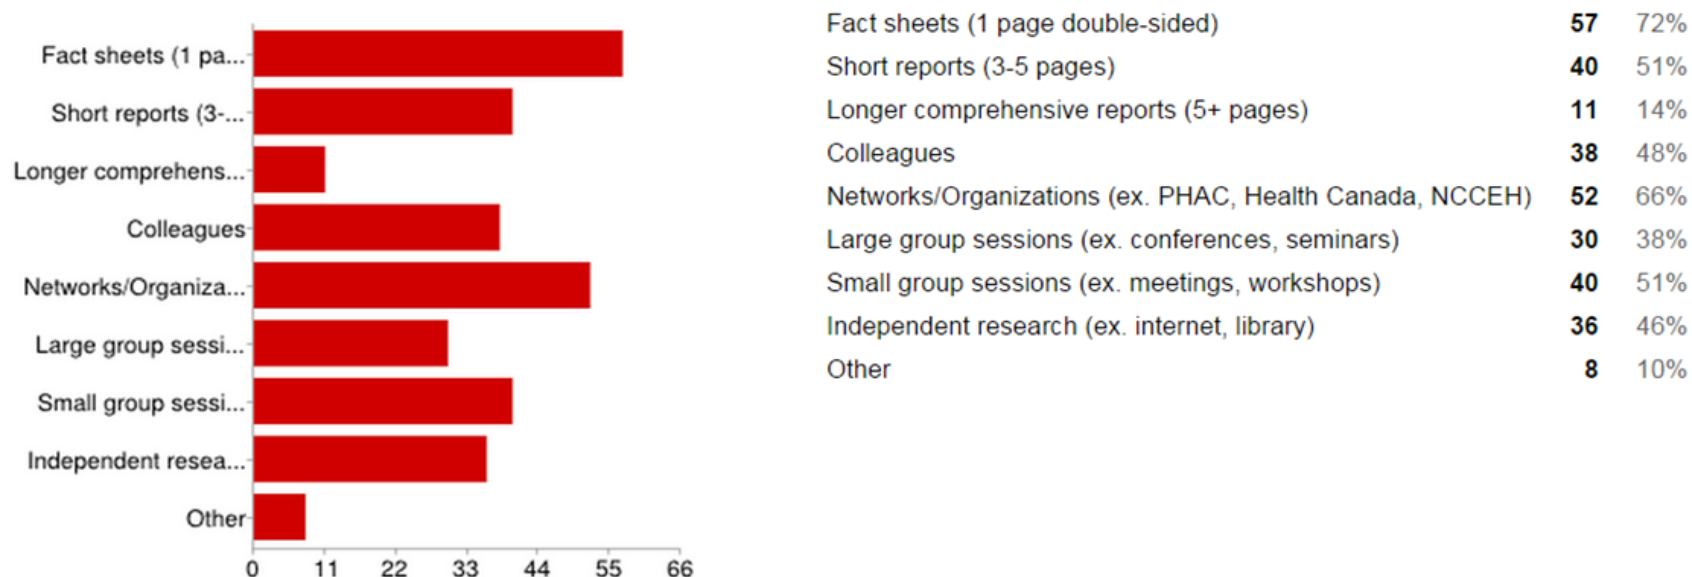 Fact sheets (1 pa...
Short reports (3-...
Longer comprehens...
Colleagues
Networks/Organiza...
Large group sessi...
Small group sessi...
Independent resea...
Other
0 11 22 33 44 55 66
Fact sheets (1 page double-sided) 57 72%
Short reports (3-5 pages) 40 51%
Longer comprehensive reports (5+ pages) 11 14%
Colleagues 38 48%
Networks/Organizations (ex. PHAC, Health Canada, NCCEH) 52 66%
Large group sessions (ex. conferences, seminars) 30 38%
Small group sessions (ex. meetings, workshops) 40 51%
Independent research (ex. internet, library) 36 46%
Other 8 10%